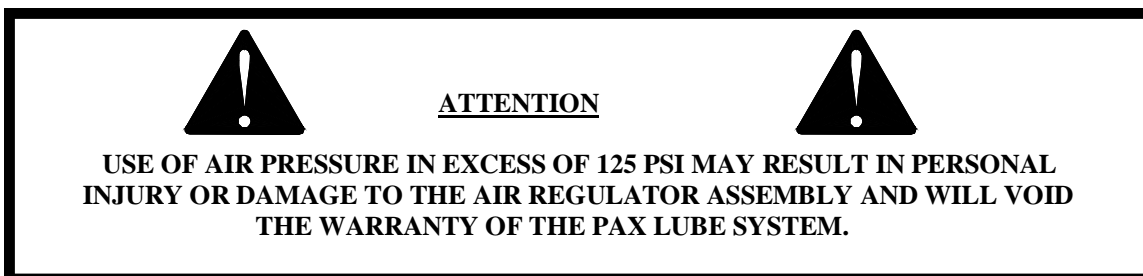 ATTENTION
USE OF AIR PRESSURE IN EXCESS OF 125 PSI MAY RESULT IN PERSONAL
INJURY OR DAMAGE TO THE AIR REGULATOR ASSEMBLY AND WILL VOID
THE WARRANTY OF THE PAX LUBE SYSTEM.